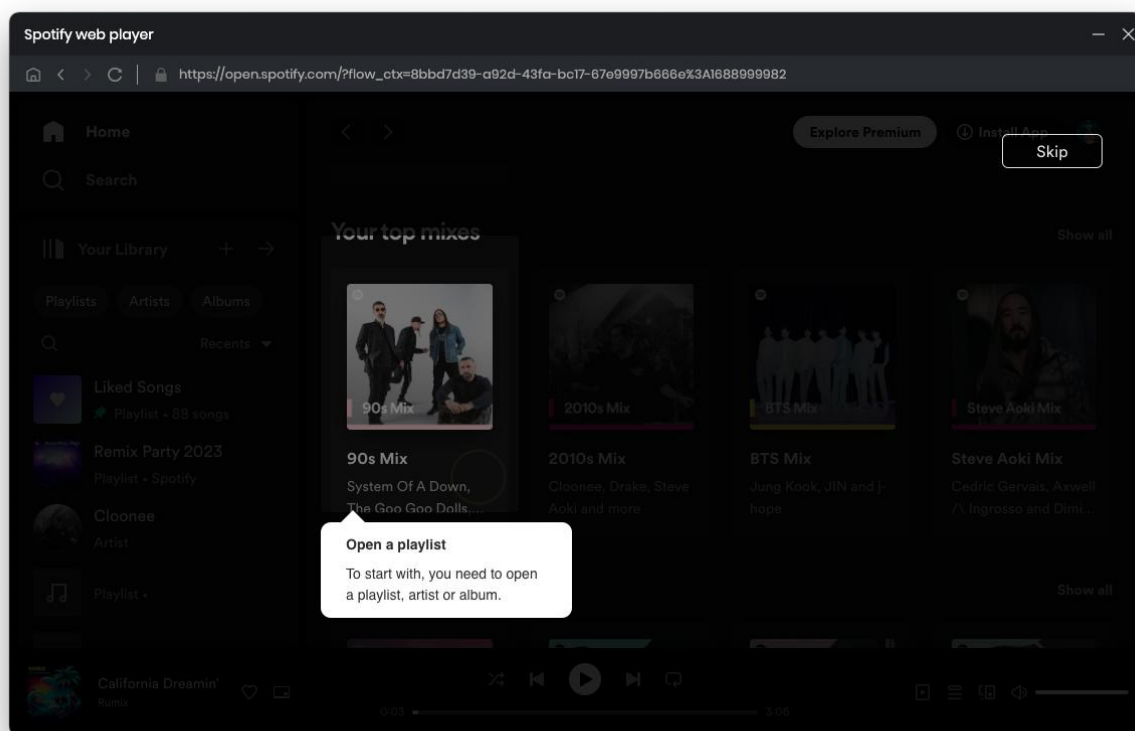 Spotify web player
https://open.spotify.com/?flow_ctx=8bbd7d39-a92d-43fa-bc17-67e9997b666e%3A1688999982
Home
Search
Explore Premium
Install App
Skip
Your Library
Playlists
Artists
Albums
Recents
Liked Songs
Playlist • 89 songs
Remix Party 2023
Playlist • Spotify
Cloonee
Artist
Playlist •
Your top mixes
Show all
90s Mix
2010s Mix
BTS Mix
Steve Aoki Mix
90s Mix
System Of A Down,
The Goo Goo Dolls,...
2010s Mix
Cloonee, Drake, Steve
Aoki and more
BTS Mix
Jung Kook, JIN and j-
hope
Steve Aoki Mix
Cedric Gervais, Axwell
/\ Ingrosso and Dimi...
Open a playlist
To start with, you need to open
a playlist, artist or album.
Show all
California Dreamin'
Rumix
0:03
3:06